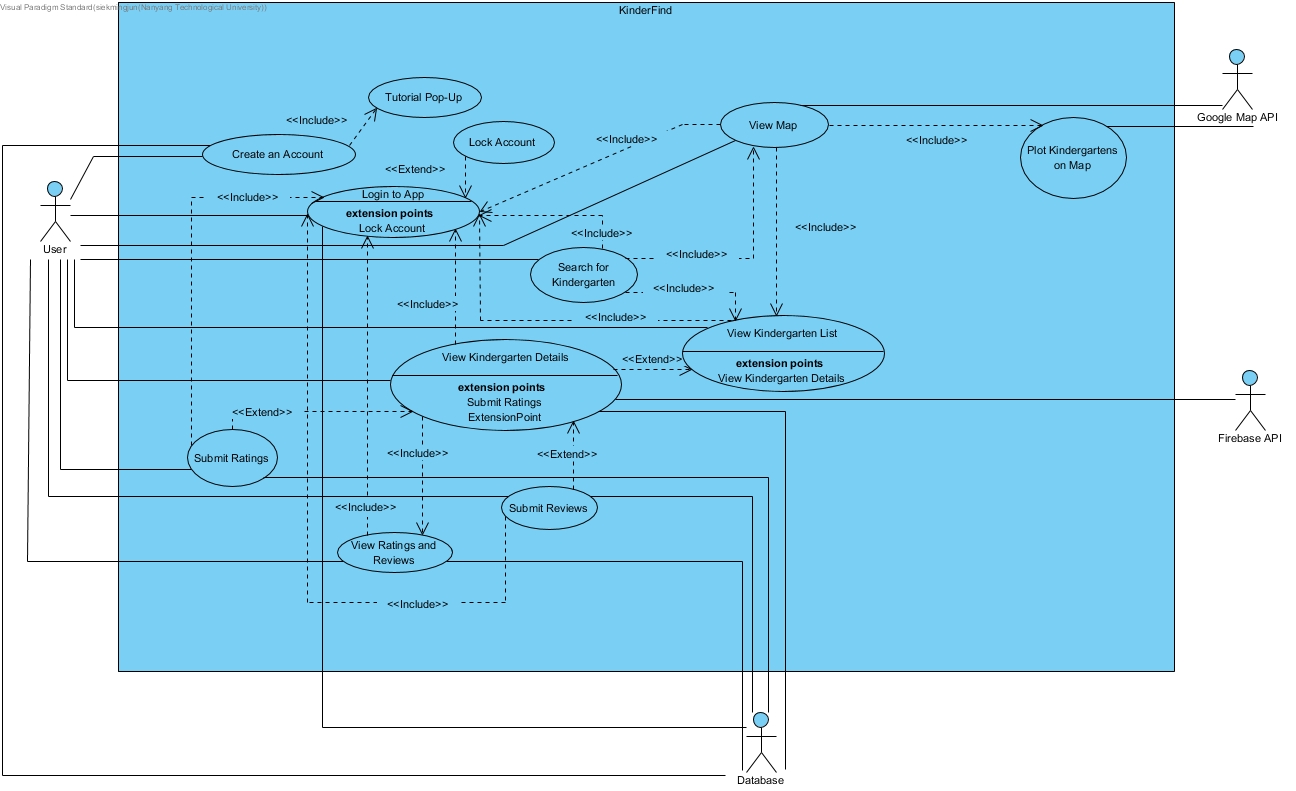 Visual Paradigm Standard(siekmingjun(Nanyang Technological University))
KinderFind
Tutorial Pop-Up
<<Include>>
Create an Account
Lock Account
<<Extend>>
View Map
<<Include>>
<<Include>>
Google Map API
Plot Kindergartens
on Map
<<Include>>
Login to App
extension points
Lock Account
User
<<Include>>
<<Include>>
<<Include>>
Search for
Kindergarten
<<Include>>
<<Include>>
<<Include>>
View Kindergarten List
extension points
View Kindergarten Details
<<Extend>>
View Kindergarten Details
extension points
Submit Ratings
ExtensionPoint
<<Extend>>
Firebase API
Submit Ratings
<<Include>>
<<Extend>>
<<Include>>
Submit Reviews
View Ratings and
Reviews
<<Include>>
Database